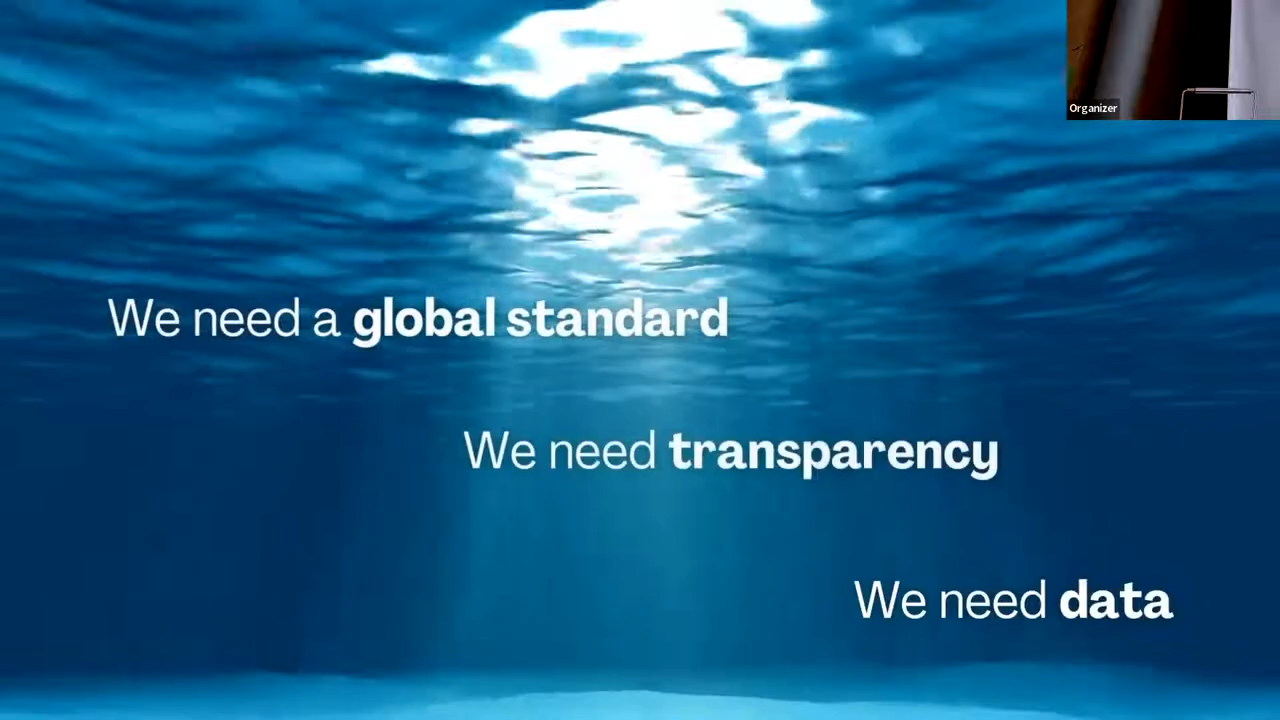 Organizer
We need a global standard
We need transparency
We need data